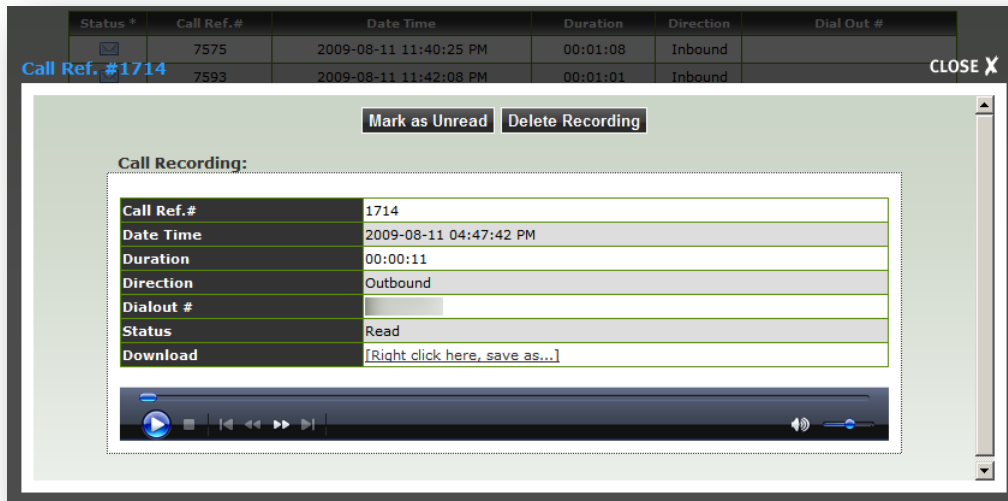 Status * Call Ref.# Date Time Duration Direction Dial Out #
7575 2009-08-11 11:40:25 PM 00:01:08 Inbound
Call Ref. #1714 CLOSE X
7593 2009-08-11 11:42:08 PM 00:01:01 Inbound
Mark as Unread Delete Recording
Call Recording:
Call Ref.# 1714
Date Time 2009-08-11 04:47:42 PM
Duration 00:00:11
Direction Outbound
Dialout #
Status Read
Download [Right click here, save as...]